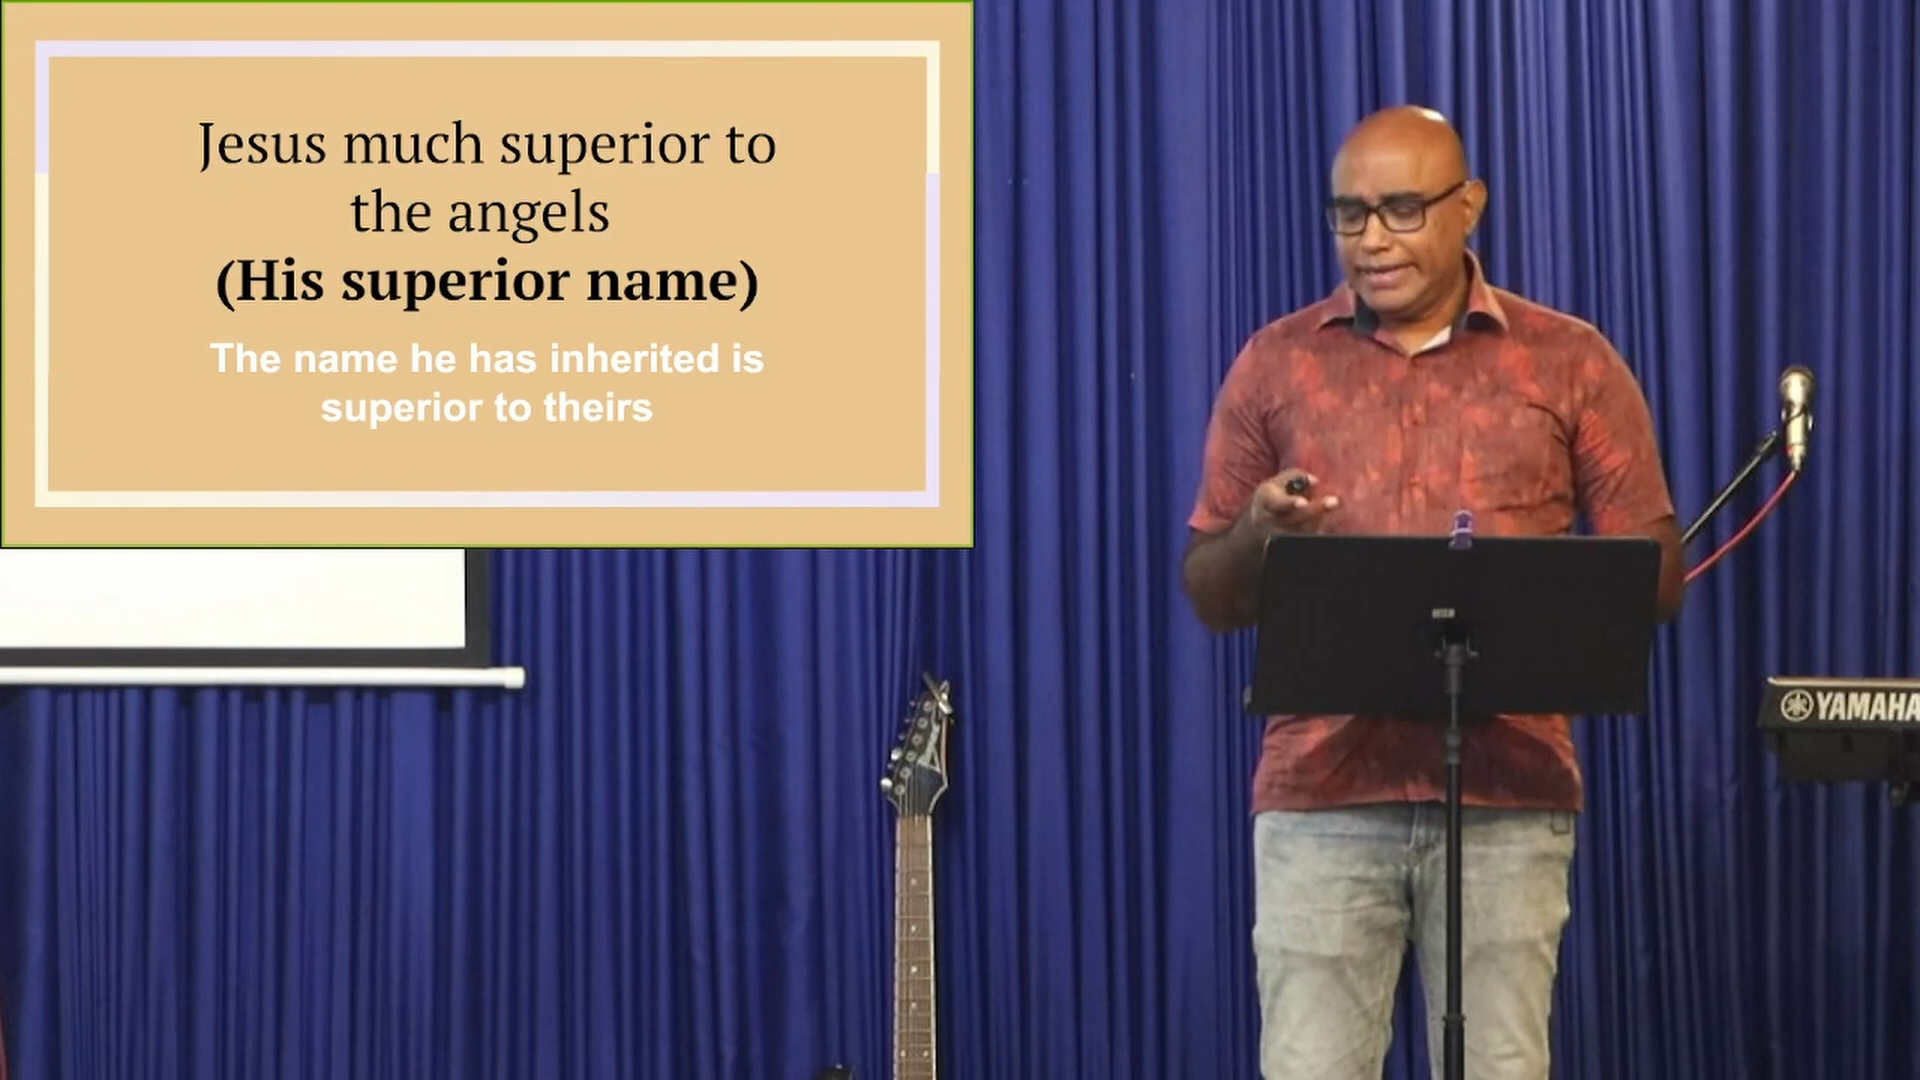 Jesus much superior to
the angels
(His superior name)
The name he has inherited is
superior to theirs
Ibanez
YAMAHA